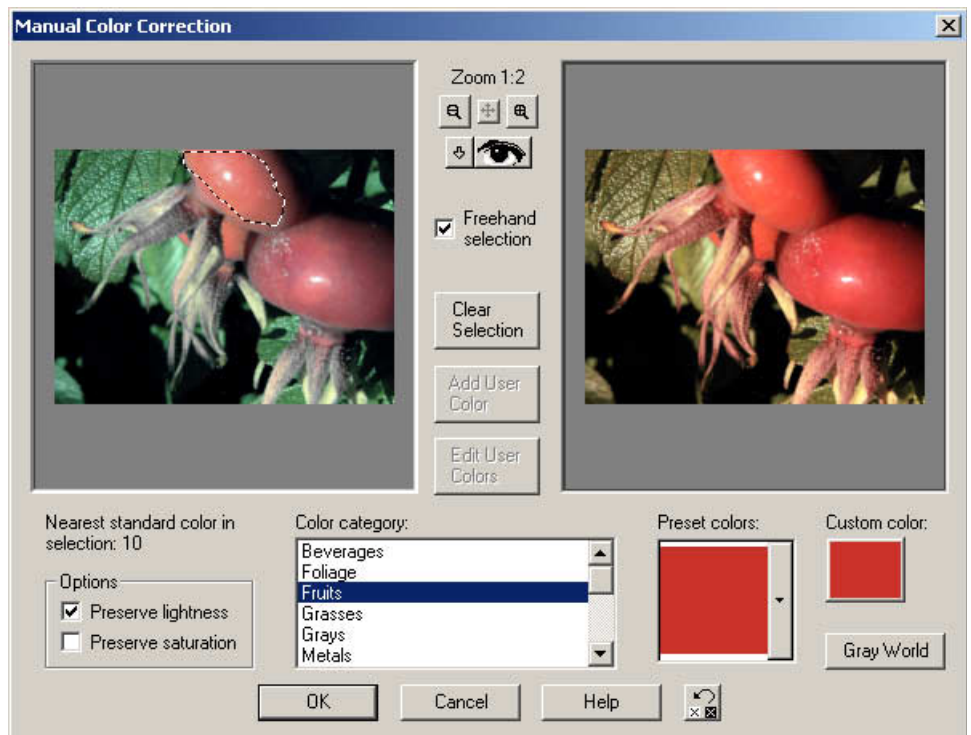 Manual Color Correction
Zoom 1:2
Freehand
selection
Clear
Selection
Add User
Color
Edit User
Colors
Nearest standard color in
selection: 10
Options
Preserve lightness
Preserve saturation
Color category:
Beverages
Foliage
Fruits
Grasses
Grays
Metals
Preset colors:
Custom color:
Gray World
OK
Cancel
Help